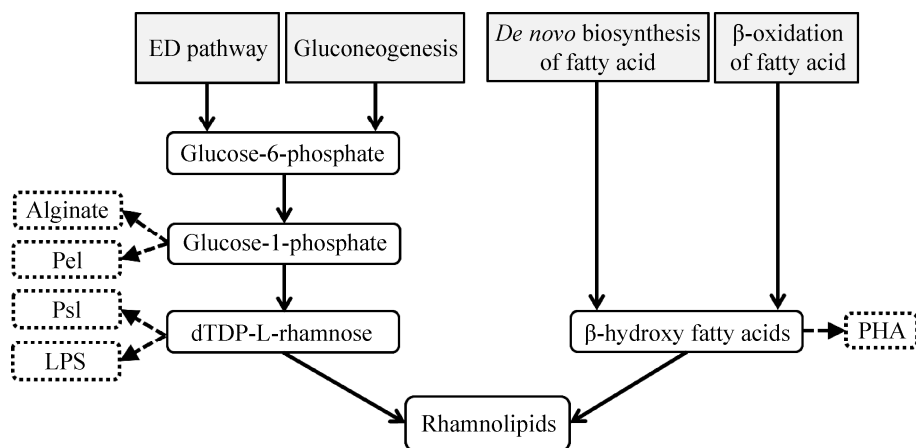 ED pathway
Gluconeogenesis
De novo biosynthesis
of fatty acid
β-oxidation
of fatty acid
Glucose-6-phosphate
Alginate
Glucose-1-phosphate
Pel
Psl
dTDP-L-rhamnose
LPS
β-hydroxy fatty acids
PHA
Rhamnolipids